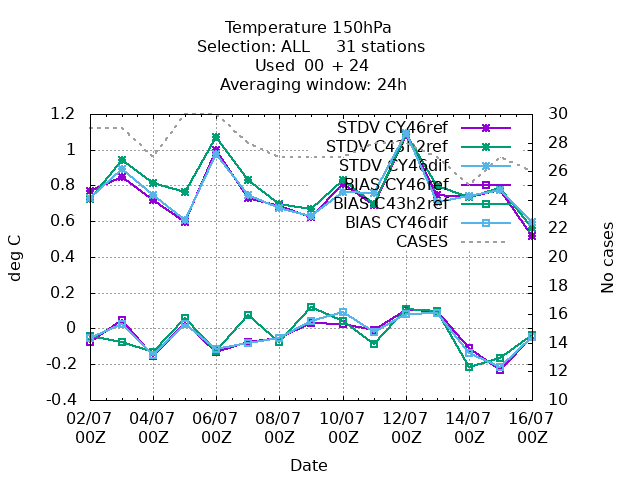 Temperature 150hPa
Selection: ALL 31 stations
Used 00 + 24
Averaging window: 24h
1.2
1
0.8
0.6
0.4
0.2
0
-0.2
-0.4
deg C
30
28
26
24
22
20
18
16
14
12
10
No cases
STDV CY46ref
STDV C43h2ref
STDV CY46dif
BIAS CY46ref
BIAS C43h2ref
BIAS CY46dif
CASES
02/07 04/07 06/07 08/07 10/07 12/07 14/07 16/07
00Z 00Z 00Z 00Z 00Z 00Z 00Z 00Z
Date